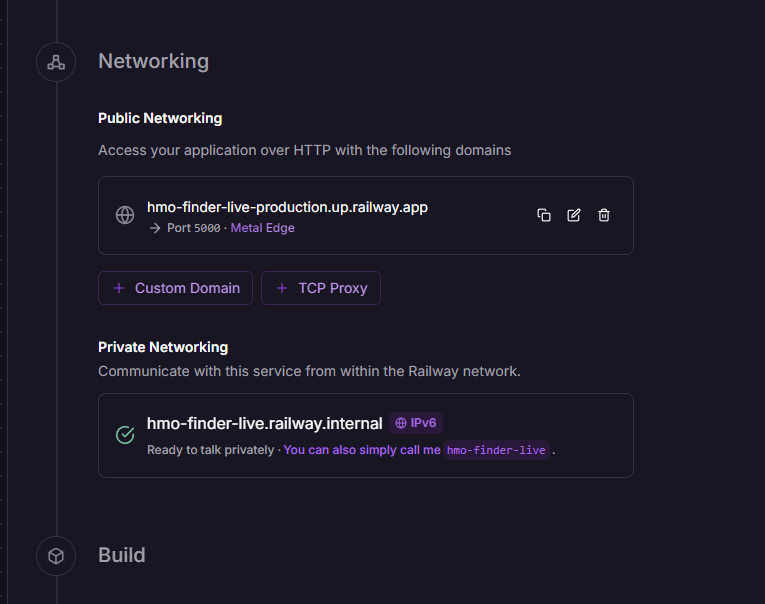 Networking
Public Networking
Access your application over HTTP with the following domains
hmo-finder-live-production.up.railway.app
→ Port 5000 · Metal Edge
+ Custom Domain
+ TCP Proxy
Private Networking
Communicate with this service from within the Railway network.
hmo-finder-live.railway.internal IPv6
Ready to talk privately · You can also simply call me hmo-finder-live .
Build